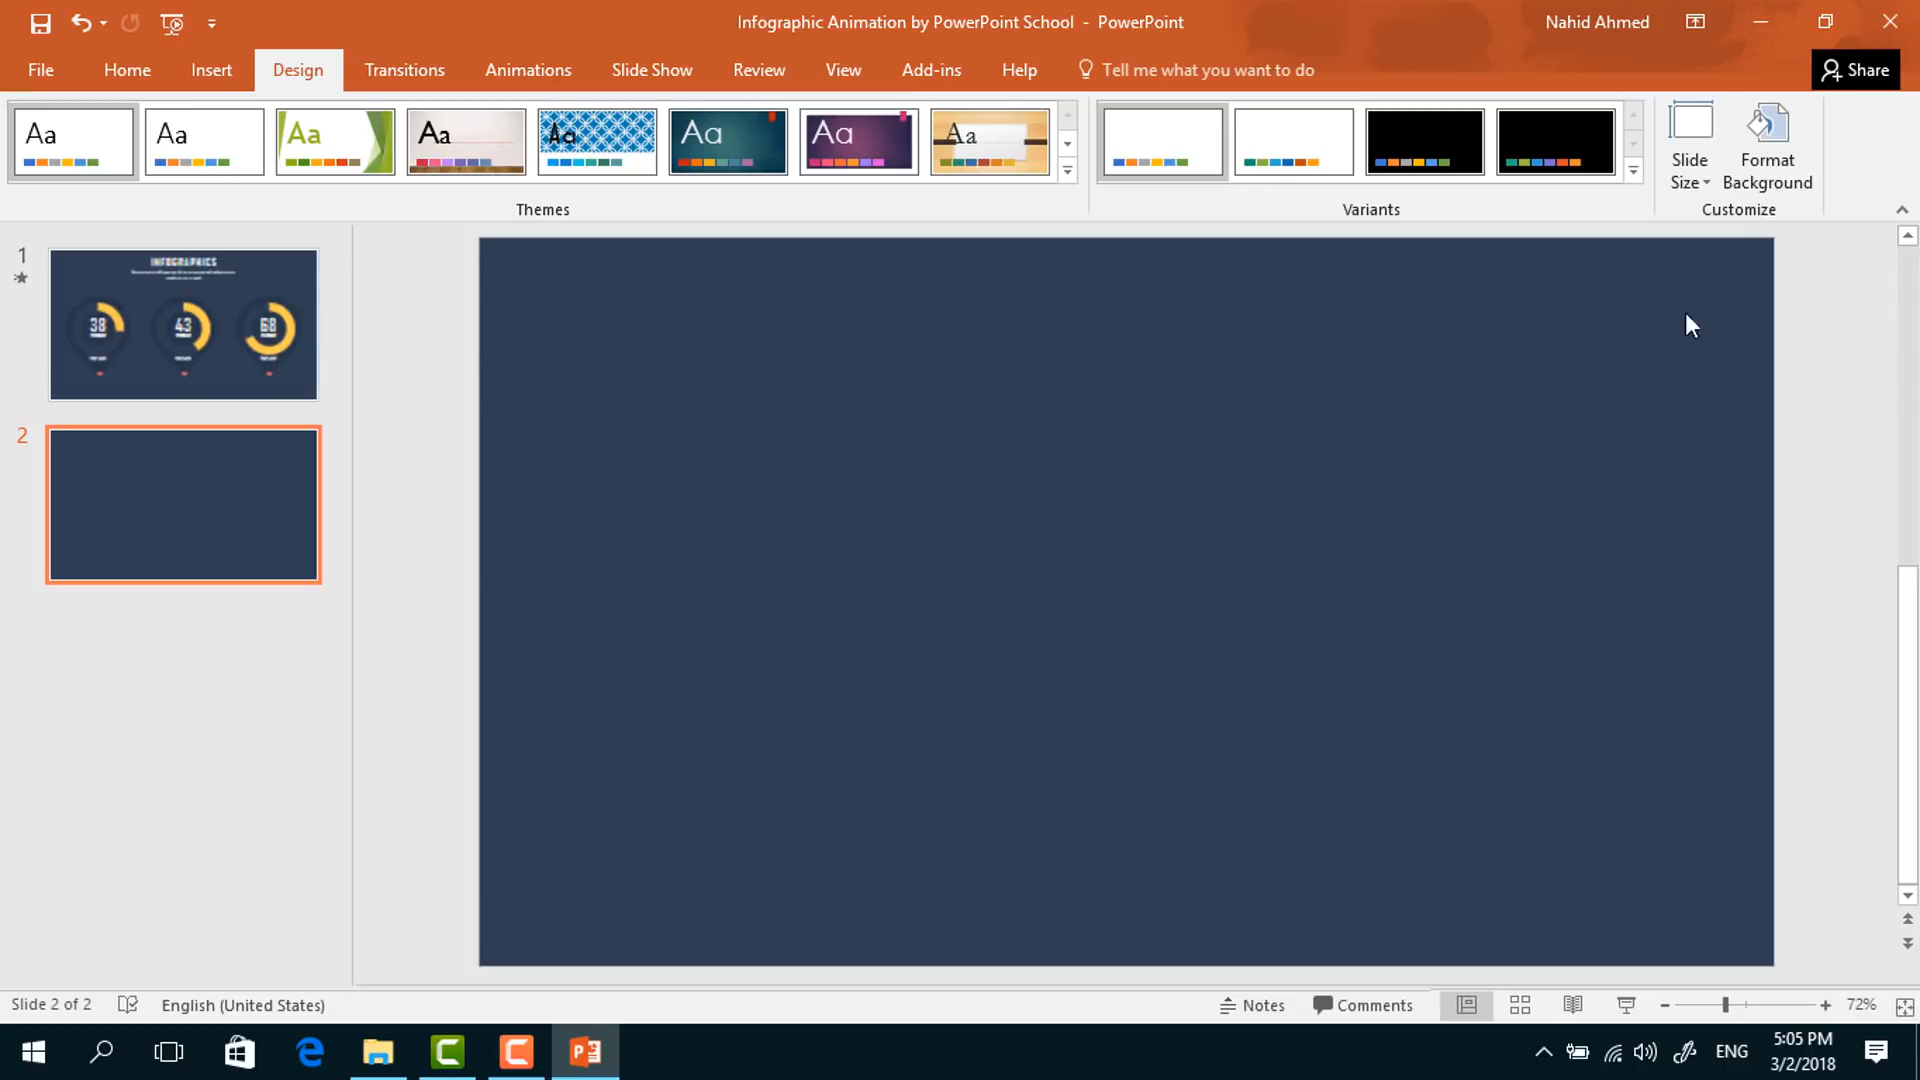 Infographic Animation by PowerPoint School - PowerPoint
Nahid Ahmed
File
Home
Insert
Design
Transitions
Animations
Slide Show
Review
View
Add-ins
Help
Tell me what you want to do
Share
Aa
Aa
Aa
Aa
Aa
Aa
Aa
Aa
Slide
Size
Format
Background
Themes
Variants
Customize
1
INFOGRAPHICS
38
43
68
2
Slide 2 of 2
English (United States)
Notes
Comments
72%
ENG
5:05 PM
3/2/2018